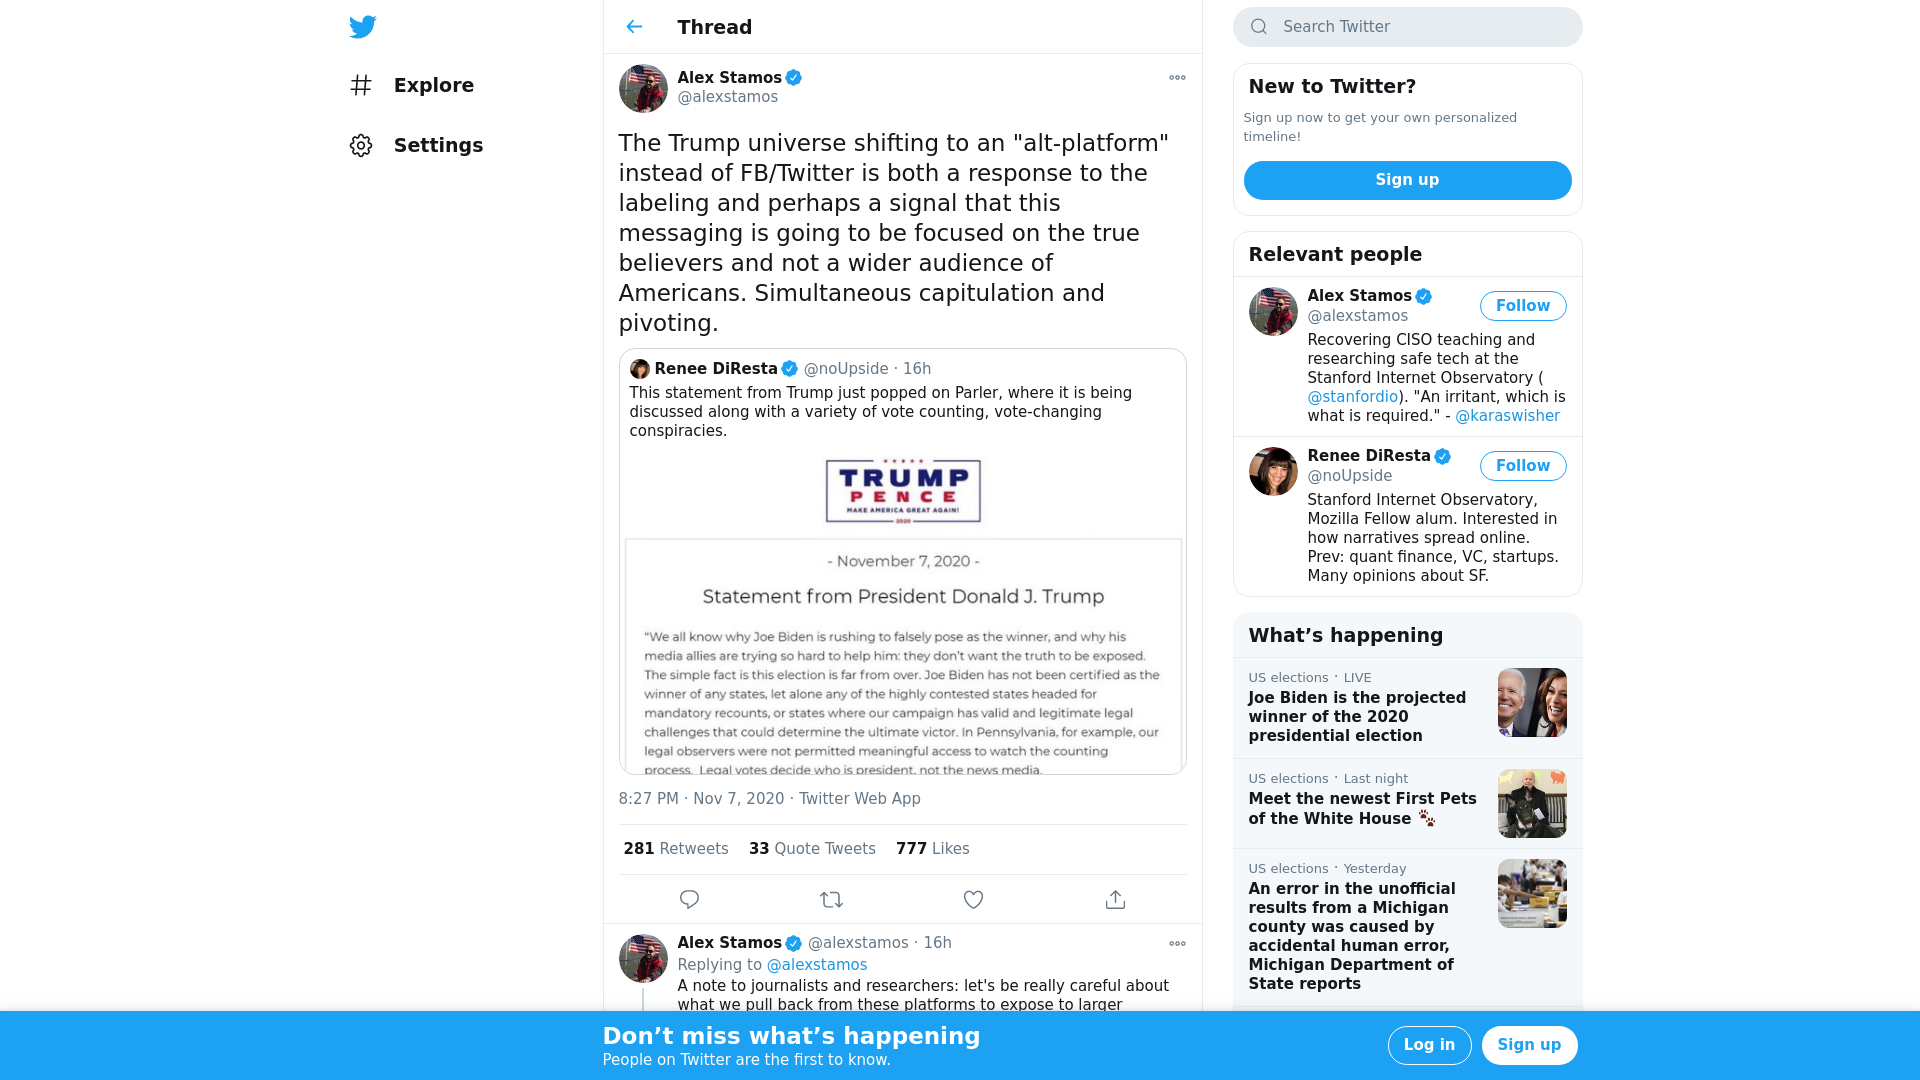 Explore
Settings
Thread
Alex Stamos
@alexstamos
The Trump universe shifting to an "alt-platform"
instead of FB/Twitter is both a response to the
labeling and perhaps a signal that this
messaging is going to be focused on the true
believers and not a wider audience of
Americans. Simultaneous capitulation and
pivoting.
Renee DiResta @noUpside · 16h
This statement from Trump just popped on Parler, where it is being
discussed along with a variety of vote counting, vote-changing
conspiracies.
TRUMP
PENCE
MAKE AMERICA GREAT AGAIN!
2020
- November 7, 2020 -
Statement from President Donald J. Trump
“We all know why Joe Biden is rushing to falsely pose as the winner, and why his
media allies are trying so hard to help him: they don’t want the truth to be exposed.
The simple fact is this election is far from over. Joe Biden has not been certified as the
winner of any states, let alone any of the highly contested states headed for
mandatory recounts, or states where our campaign has valid and legitimate legal
challenges that could determine the ultimate victor. In Pennsylvania, for example, our
legal observers were not permitted meaningful access to watch the counting
process. Legal votes decide who is president, not the news media.
8:27 PM · Nov 7, 2020 · Twitter Web App
281 Retweets 33 Quote Tweets 777 Likes
Alex Stamos @alexstamos · 16h
Replying to @alexstamos
A note to journalists and researchers: let's be really careful about
what we pull back from these platforms to expose to larger
Search Twitter
New to Twitter?
Sign up now to get your own personalized
timeline!
Sign up
Relevant people
Alex Stamos
@alexstamos
Follow
Recovering CISO teaching and
researching safe tech at the
Stanford Internet Observatory (
@stanfordio). "An irritant, which is
what is required." - @karaswisher
Renee DiResta
@noUpside
Follow
Stanford Internet Observatory,
Mozilla Fellow alum. Interested in
how narratives spread online.
Prev: quant finance, VC, startups.
Many opinions about SF.
What’s happening
US elections · LIVE
Joe Biden is the projected
winner of the 2020
presidential election
US elections · Last night
Meet the newest First Pets
of the White House 🐾
US elections · Yesterday
An error in the unofficial
results from a Michigan
county was caused by
accidental human error,
Michigan Department of
State reports
Don’t miss what’s happening
People on Twitter are the first to know.
Log in
Sign up